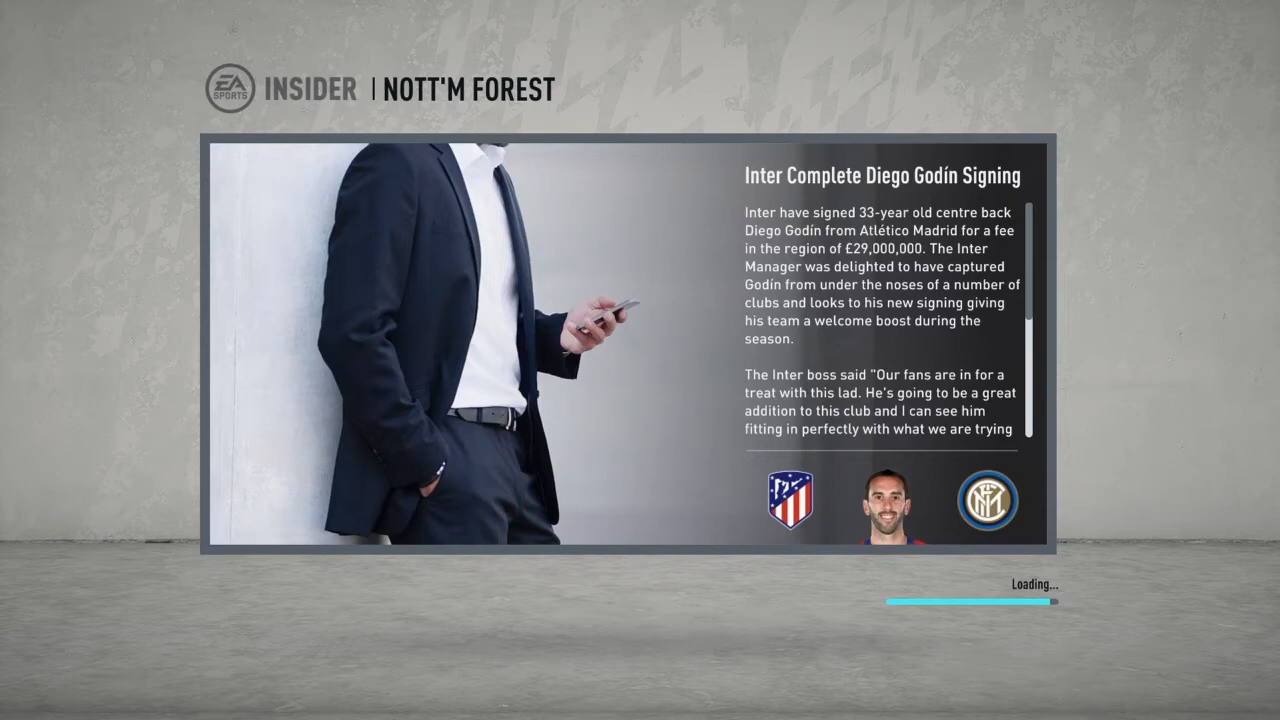 EA
SPORTS
INSIDER | NOTT'M FOREST
Inter Complete Diego Godín Signing
Inter have signed 33-year old centre back
Diego Godín from Atlético Madrid for a fee
in the region of £29,000,000. The Inter
Manager was delighted to have captured
Godín from under the noses of a number of
clubs and looks to his new signing giving
his team a welcome boost during the
season.
The Inter boss said "Our fans are in for a
treat with this lad. He's going to be a great
addition to this club and I can see him
fitting in perfectly with what we are trying
Loading...